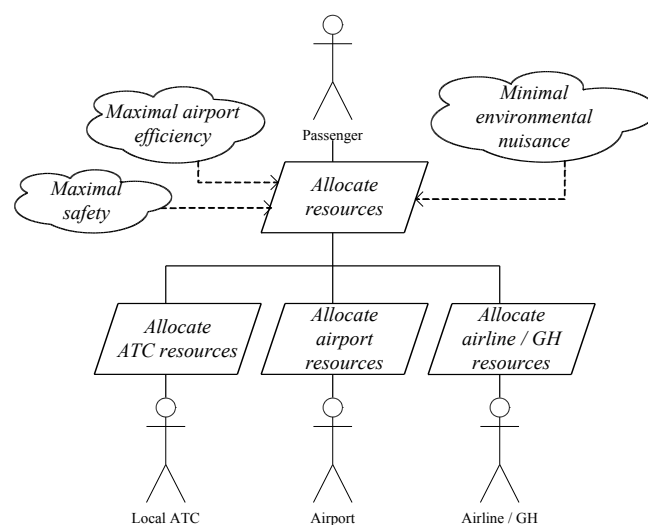 Maximal airport
efficiency
Minimal
environmental
nuisance
Passenger
Maximal
safety
Allocate
resources
Allocate
ATC resources
Allocate
airport
resources
Allocate
airline / GH
resources
Local ATC
Airport
Airline / GH